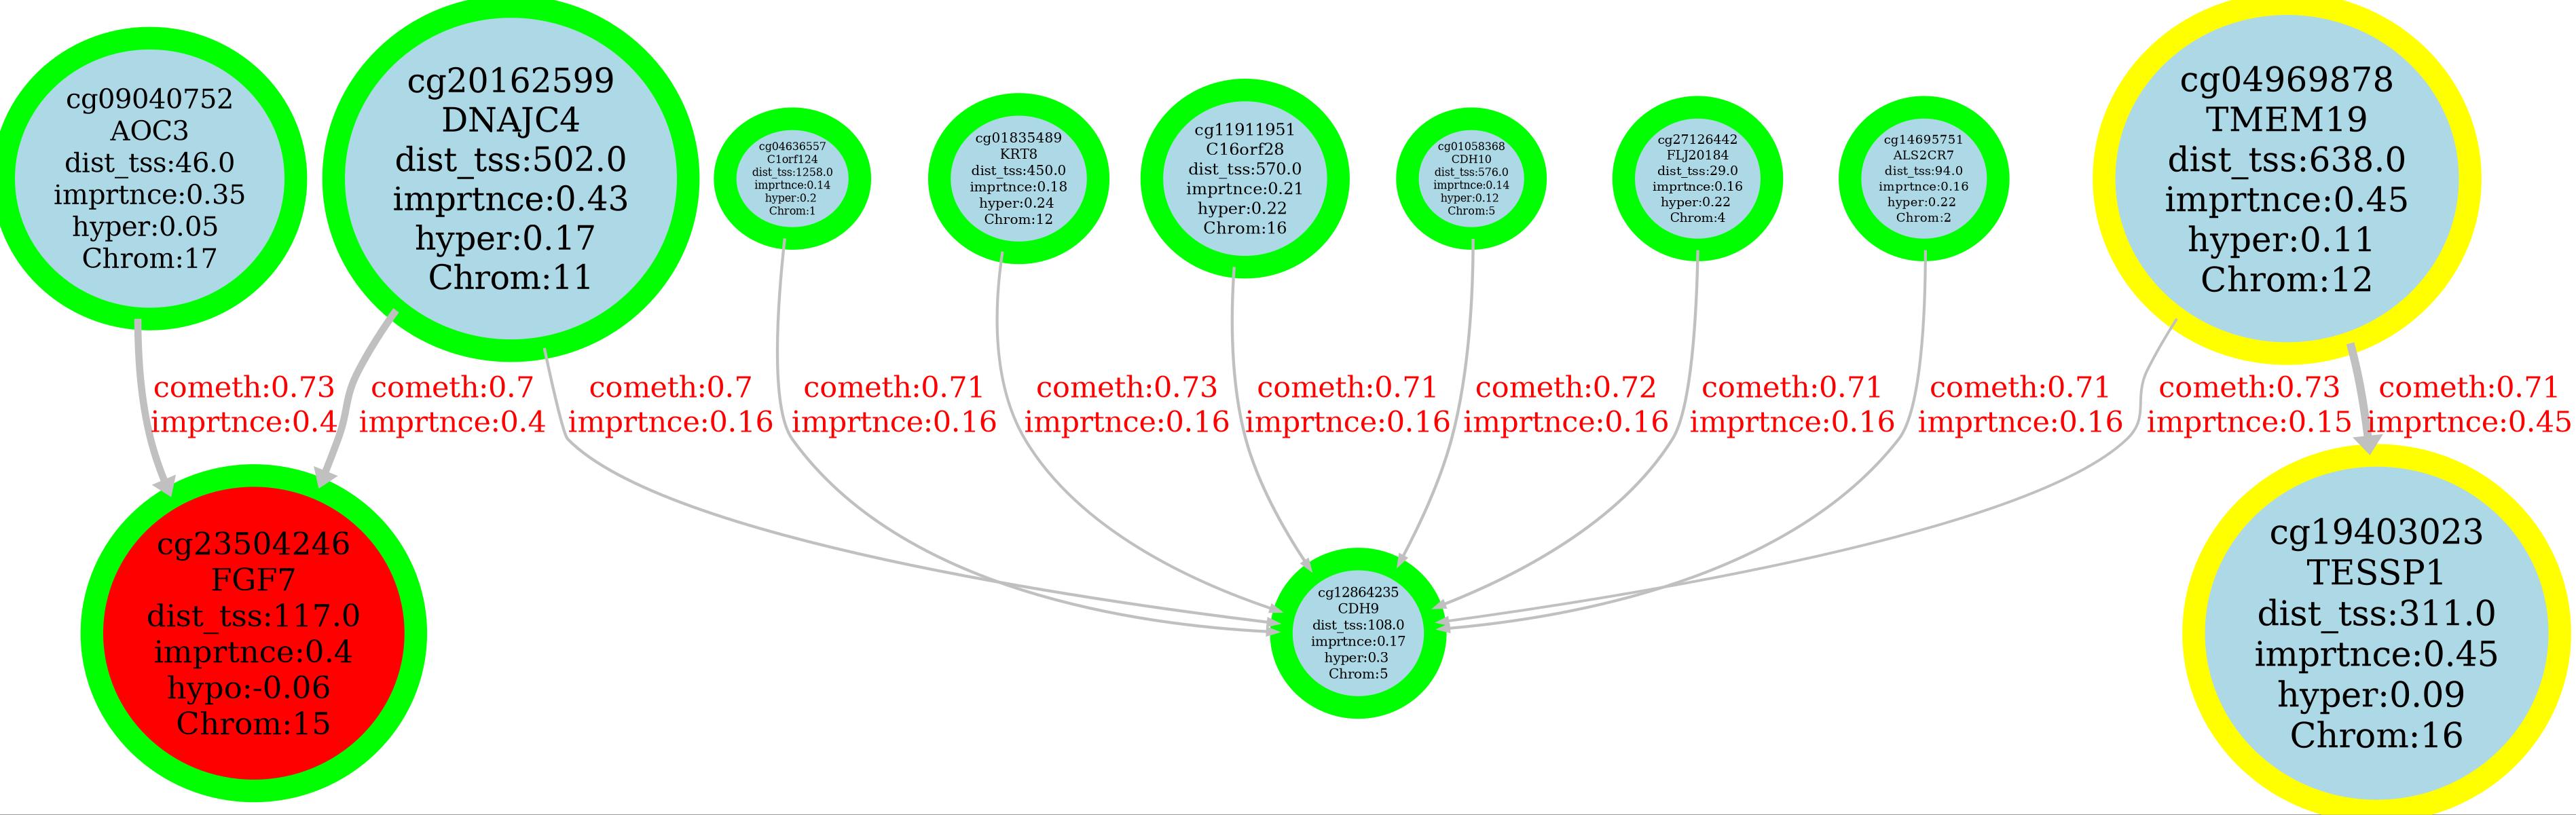 cg09040752
AOC3
dist_tss:46.0
imprtnce:0.35
hyper:0.05
Chrom:17
cg20162599
DNAJC4
dist_tss:502.0
imprtnce:0.43
hyper:0.17
Chrom:11
cg04636557
C1orf124
dist_tss:1258.0
imprtnce:0.14
hyper:0.2
Chrom:1
cg01835489
KRT8
dist_tss:450.0
imprtnce:0.18
hyper:0.24
Chrom:12
cg11911951
C16orf28
dist_tss:570.0
imprtnce:0.21
hyper:0.22
Chrom:16
cg01058368
CDH10
dist_tss:576.0
imprtnce:0.14
hyper:0.12
Chrom:5
cg27126442
FLJ20184
dist_tss:29.0
imprtnce:0.16
hyper:0.22
Chrom:4
cg14695751
ALS2CR7
dist_tss:94.0
imprtnce:0.16
hyper:0.22
Chrom:2
cg04969878
TMEM19
dist_tss:638.0
imprtnce:0.45
hyper:0.11
Chrom:12
cometh:0.73
imprtnce:0.4
cometh:0.7
imprtnce:0.4
cometh:0.7
imprtnce:0.16
cometh:0.71
imprtnce:0.16
cometh:0.73
imprtnce:0.16
cometh:0.71
imprtnce:0.16
cometh:0.72
imprtnce:0.16
cometh:0.71
imprtnce:0.16
cometh:0.71
imprtnce:0.16
cometh:0.73
imprtnce:0.15
cometh:0.71
imprtnce:0.45
cg23504246
FGF7
dist_tss:117.0
imprtnce:0.4
hypo:-0.06
Chrom:15
cg12864235
CDH9
dist_tss:108.0
imprtnce:0.17
hyper:0.3
Chrom:5
cg19403023
TESSP1
dist_tss:311.0
imprtnce:0.45
hyper:0.09
Chrom:16